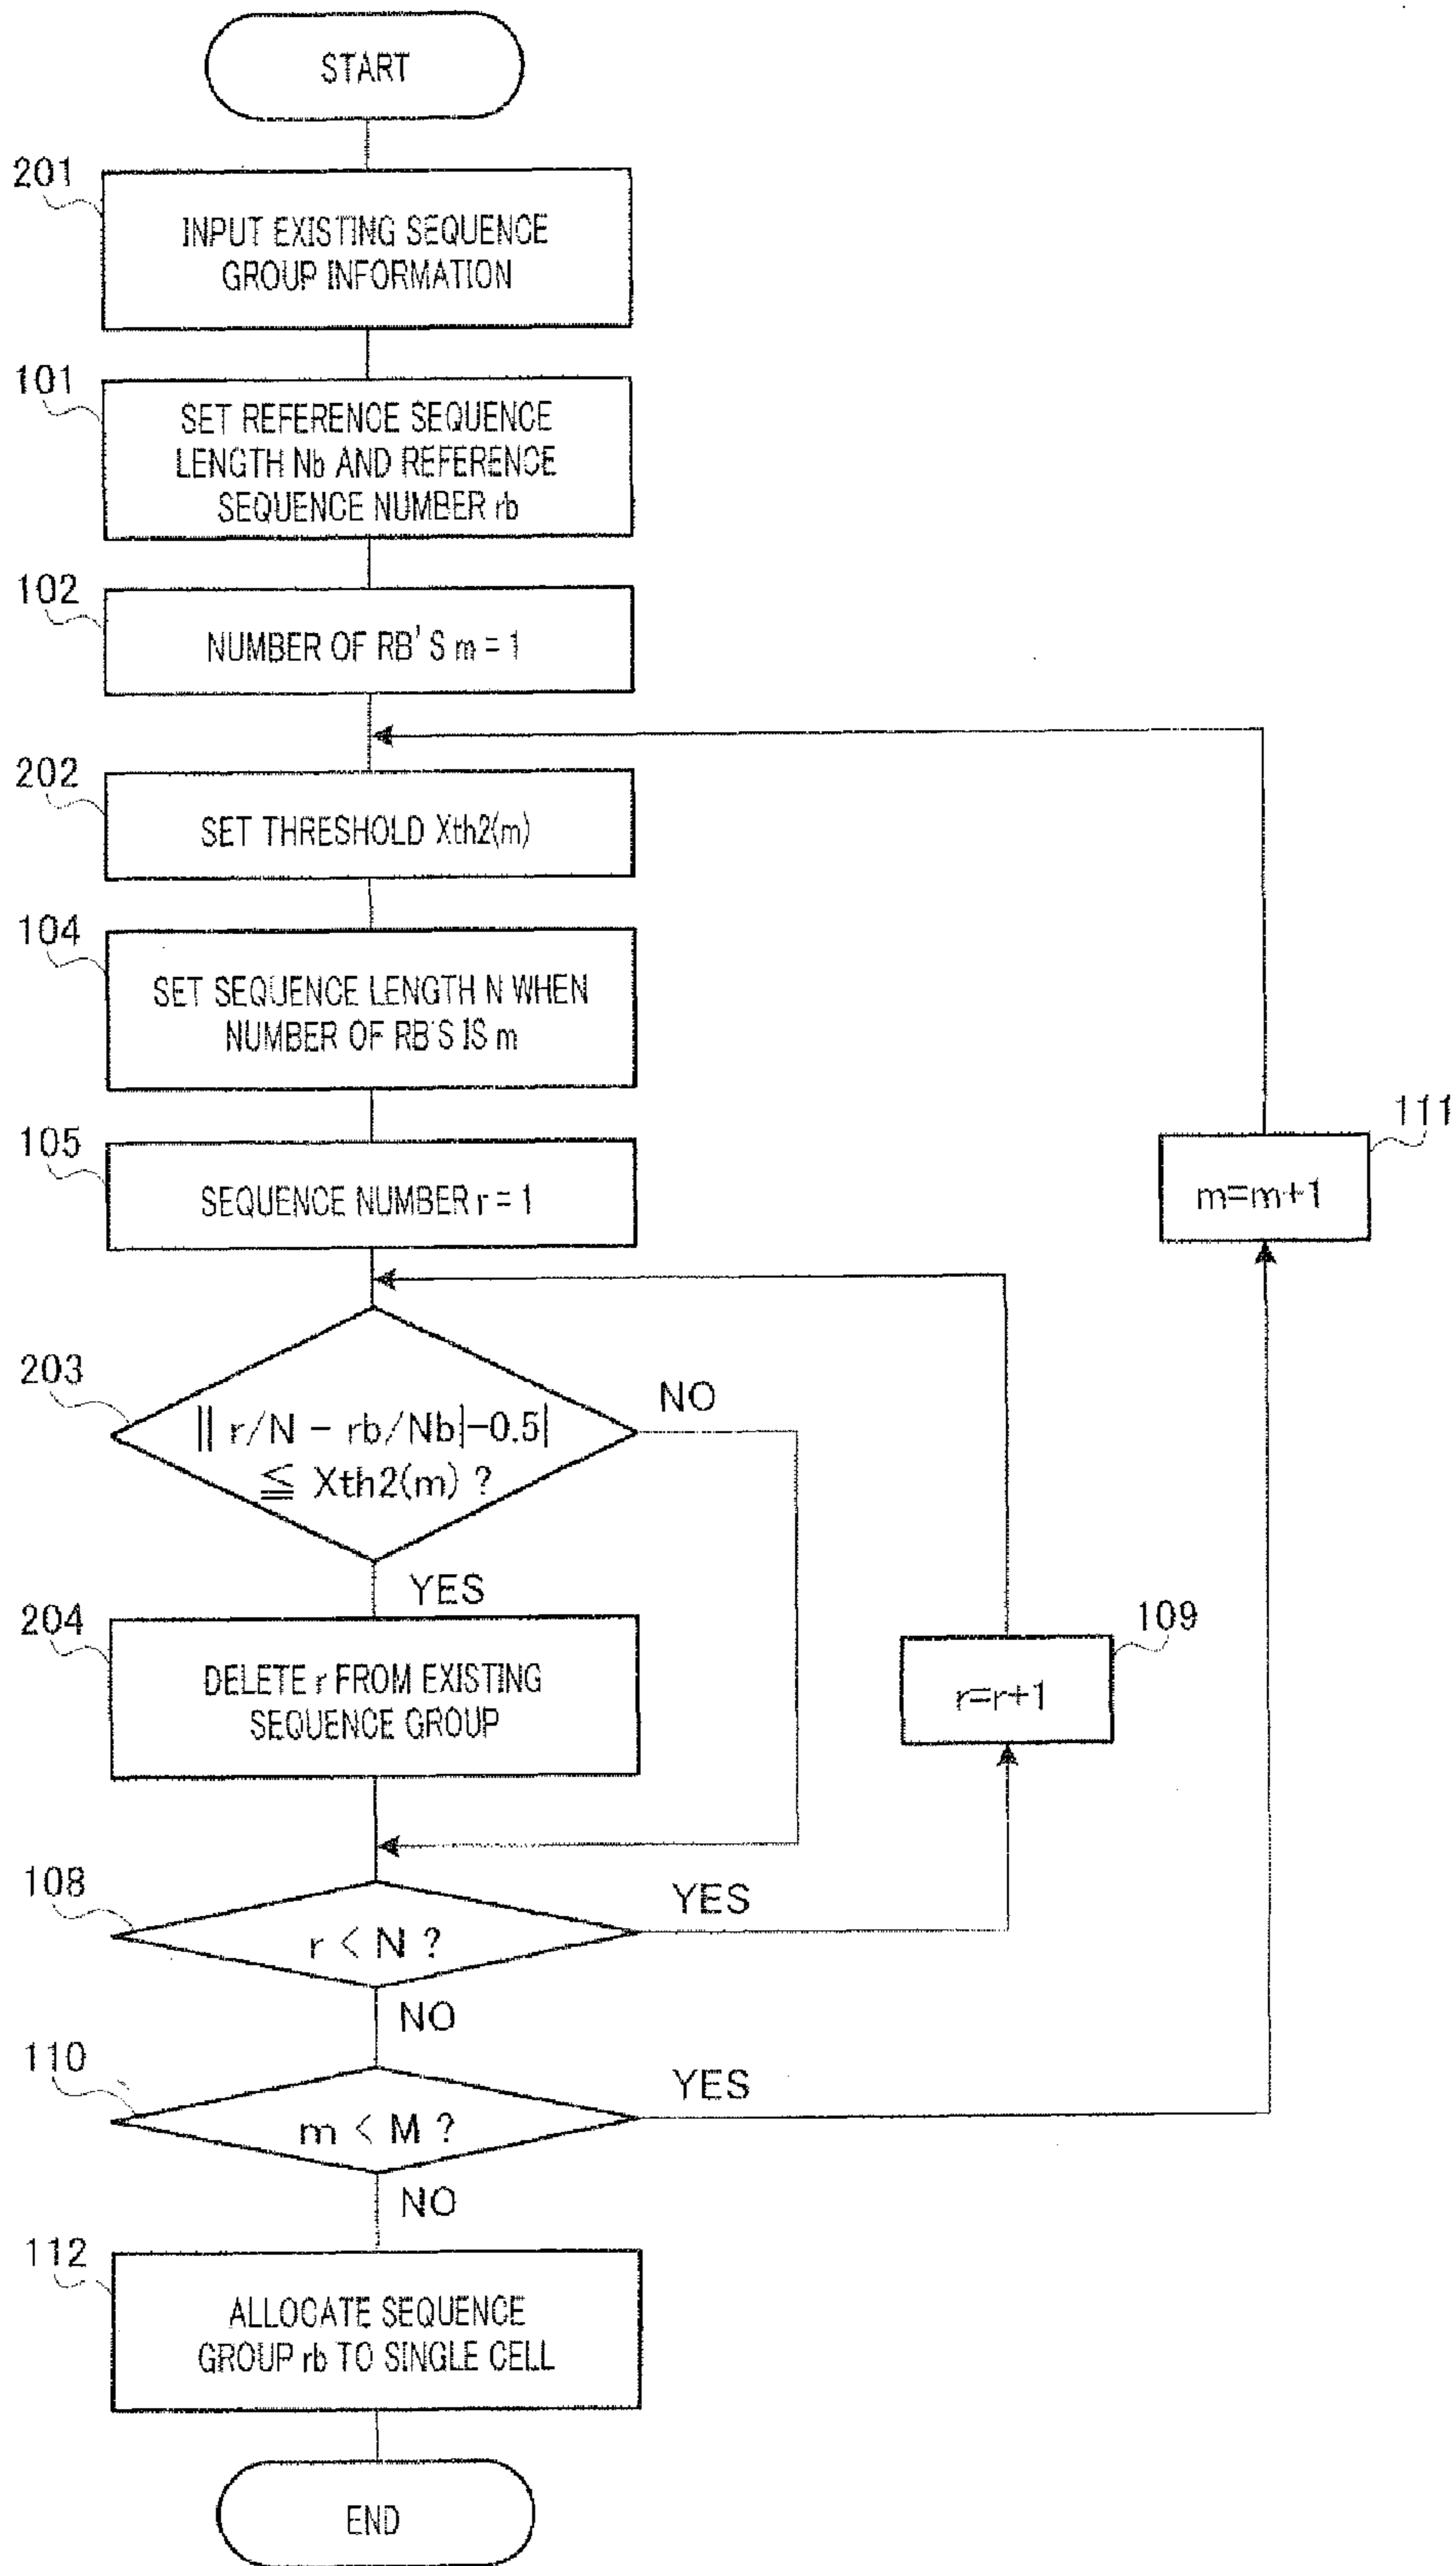 START
201
INPUT EXISTING SEQUENCE
GROUP INFORMATION
101
SET REFERENCE SEQUENCE
LENGTH Nb AND REFERENCE
SEQUENCE NUMBER rb
102
NUMBER OF RB'S m = 1
202
SET THRESHOLD Xth2(m)
104
SET SEQUENCE LENGTH N WHEN
NUMBER OF RB'S IS m
105
SEQUENCE NUMBER r = 1
111
m=m+1
203
|| r/N − rb/Nb|−0.5|
≦ Xth2(m) ?
NO
YES
204
DELETE r FROM EXISTING
SEQUENCE GROUP
109
r=r+1
108
r < N ?
YES
NO
110
m < M ?
YES
NO
112
ALLOCATE SEQUENCE
GROUP rb TO SINGLE CELL
END